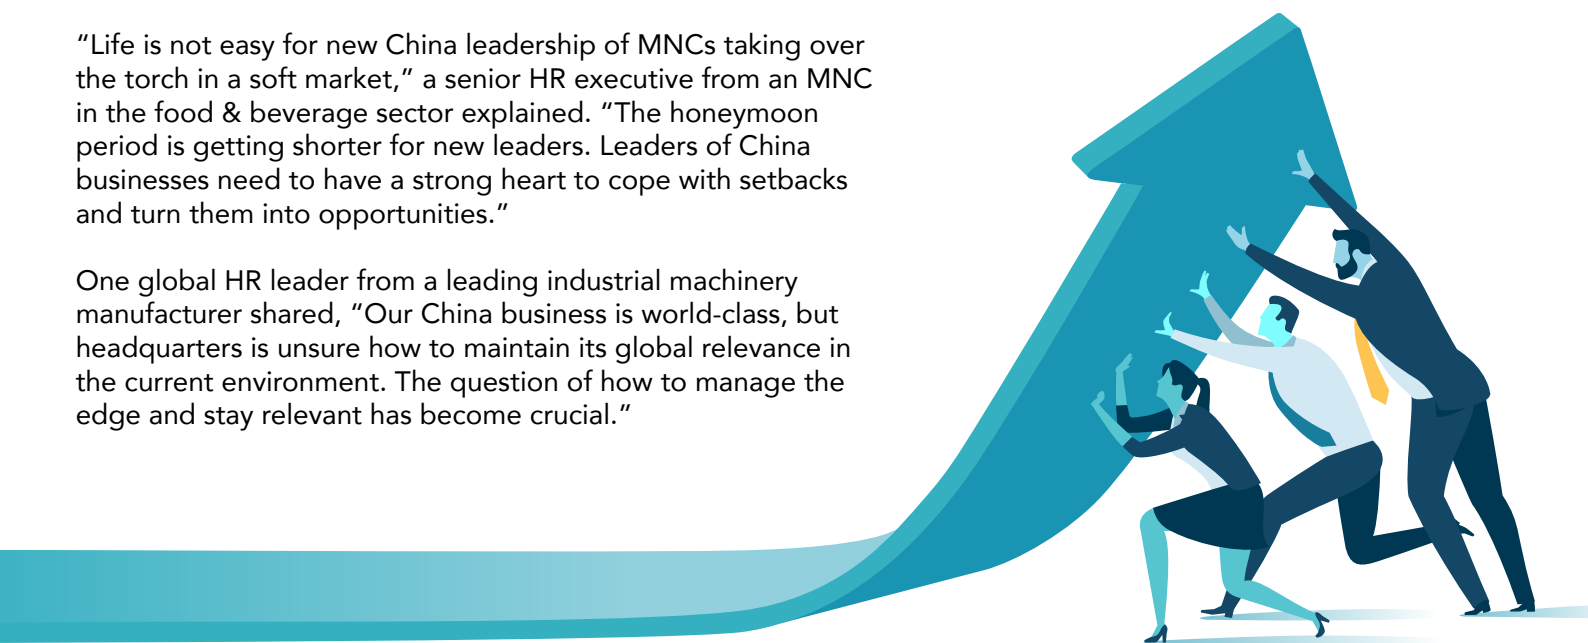 “Life is not easy for new China leadership of MNCs taking over
the torch in a soft market,” a senior HR executive from an MNC
in the food & beverage sector explained. “The honeymoon
period is getting shorter for new leaders. Leaders of China
businesses need to have a strong heart to cope with setbacks
and turn them into opportunities.”
One global HR leader from a leading industrial machinery
manufacturer shared, “Our China business is world-class, but
headquarters is unsure how to maintain its global relevance in
the current environment. The question of how to manage the
edge and stay relevant has become crucial.”